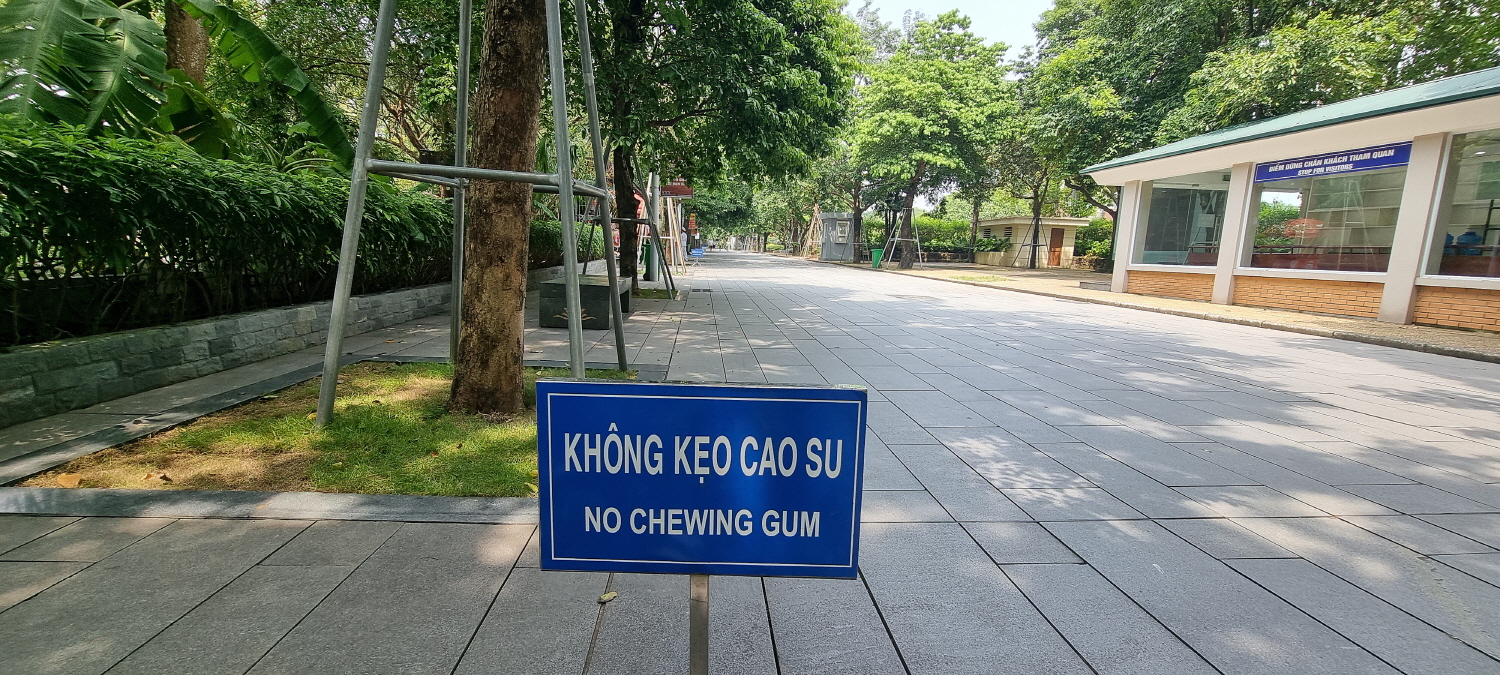 KHÔNG KẸO CAO SU
NO CHEWING GUM
ĐIỂM DỪNG CHÂN KHÁCH THAM QUAN
STOP FOR VISITORS